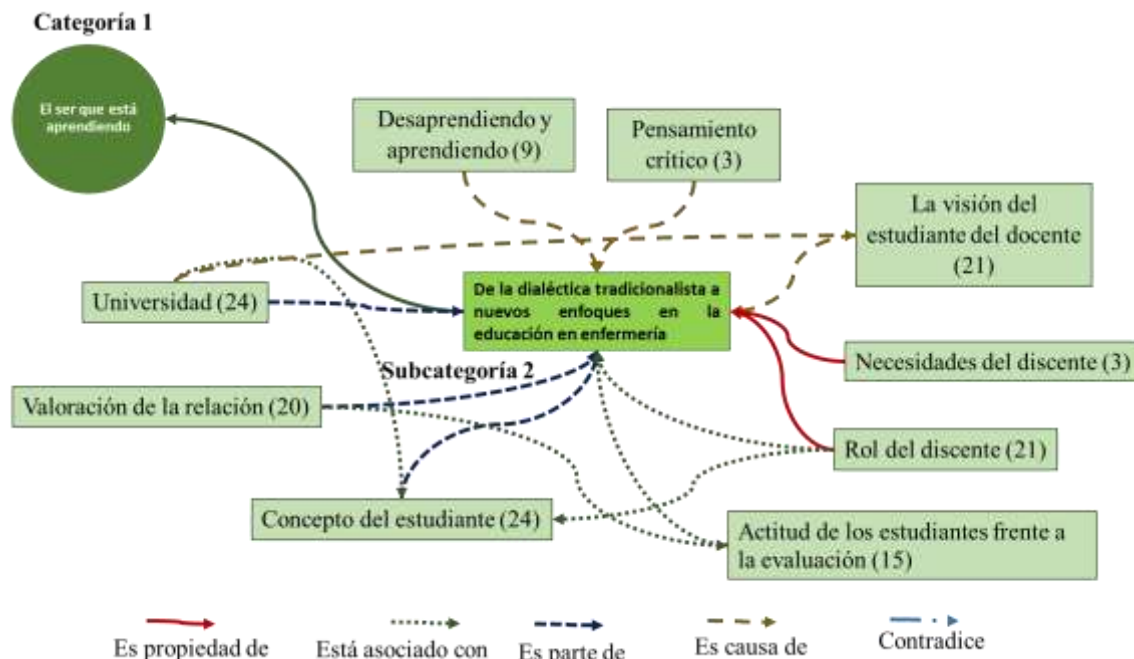 Categoría 1
El ser que está
aprendiendo
Desaprendiendo y
aprendiendo (9)
Pensamiento
crítico (3)
La visión del
estudiante del docente
(21)
Universidad (24)
De la dialéctica tradicionalista a
nuevos enfoques en la
educación en enfermería
Necesidades del discente (3)
Subcategoría 2
Valoración de la relación (20)
Rol del discente (21)
Concepto del estudiante (24)
Actitud de los estudiantes frente a
la evaluación (15)
Es propiedad de
Está asociado con
Es parte de
Es causa de
Contradice